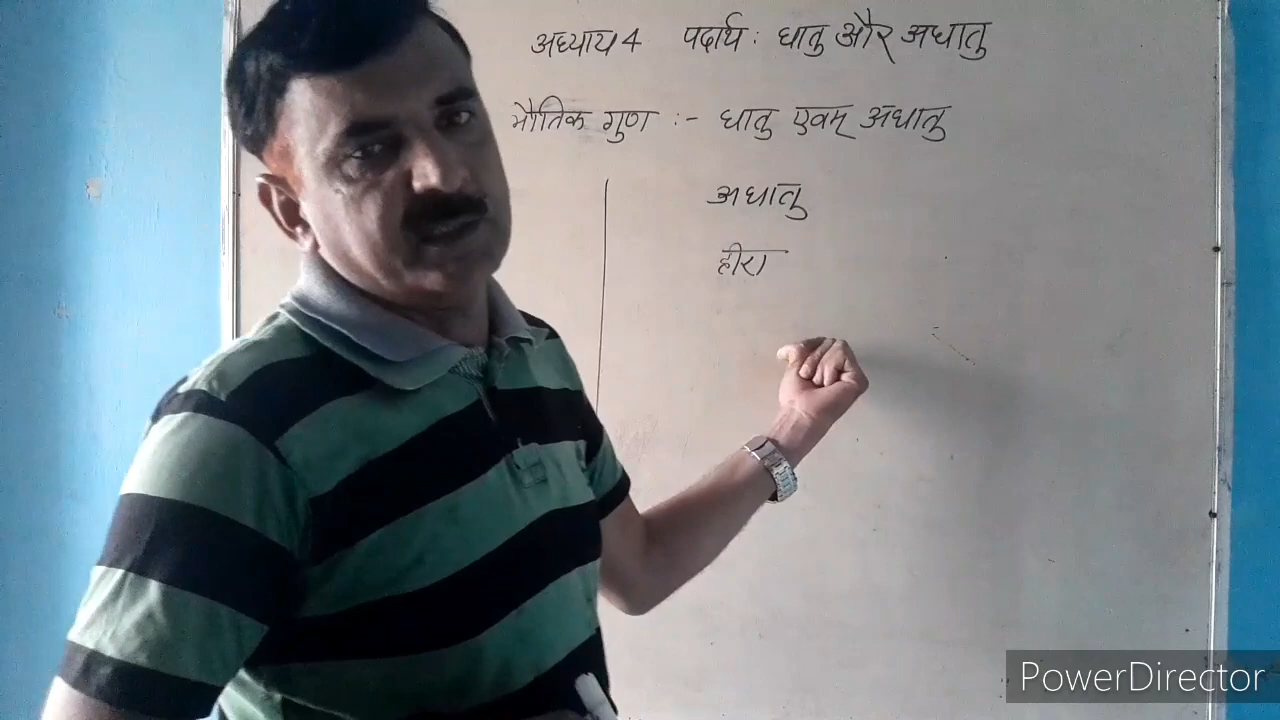 अध्याय 4 पदार्थ : धातु और अधातु
भौतिक गुण :- धातु एवम् अधातु
अधातु
हीरा
PowerDirector